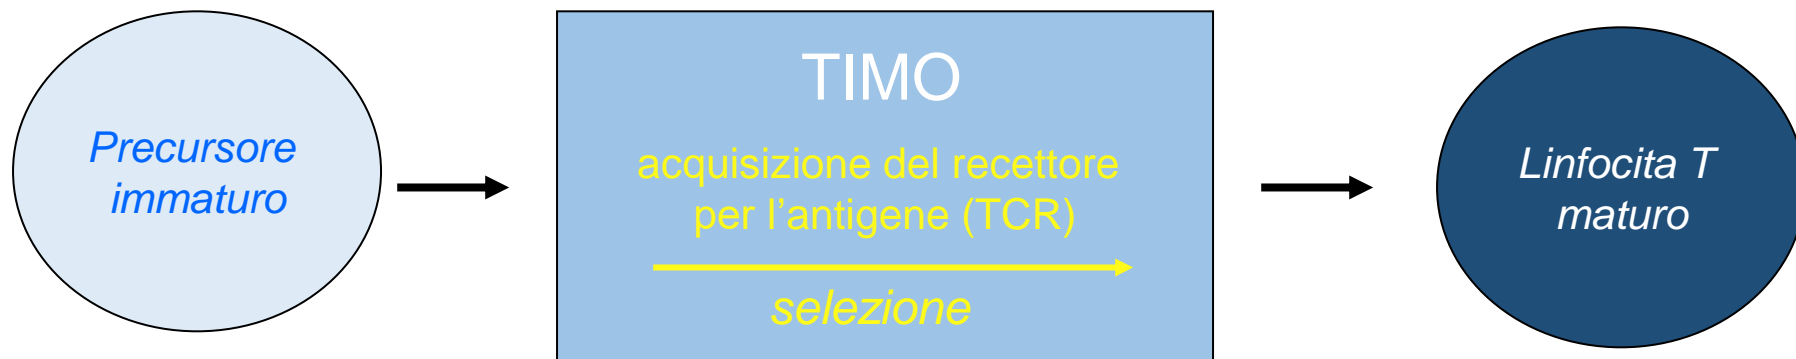 Precursore
immaturo
TIMO
acquisizione del recettore
per l’antigene (TCR)
selezione
Linfocita T
maturo